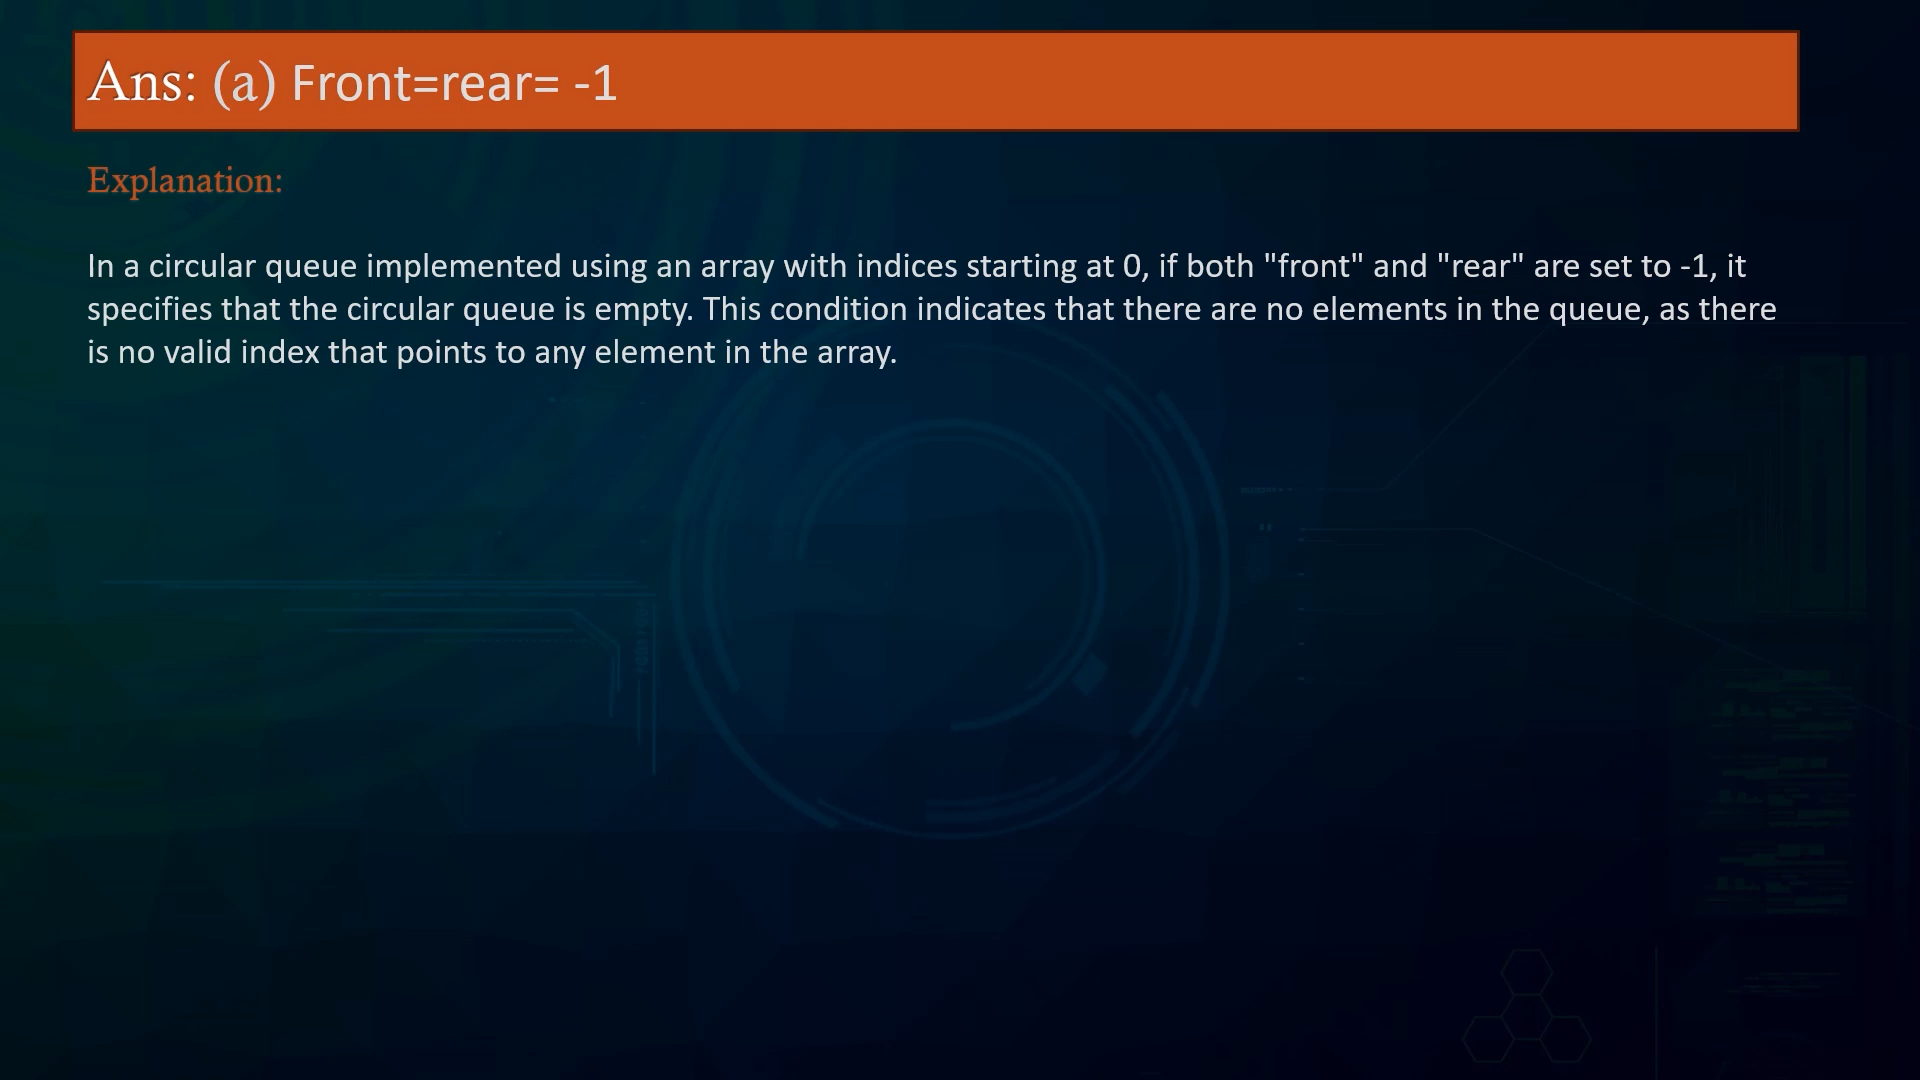 Ans: (a) Front=rear= -1
Explanation:
In a circular queue implemented using an array with indices starting at 0, if both "front" and "rear" are set to -1, it
specifies that the circular queue is empty. This condition indicates that there are no elements in the queue, as there
is no valid index that points to any element in the array.